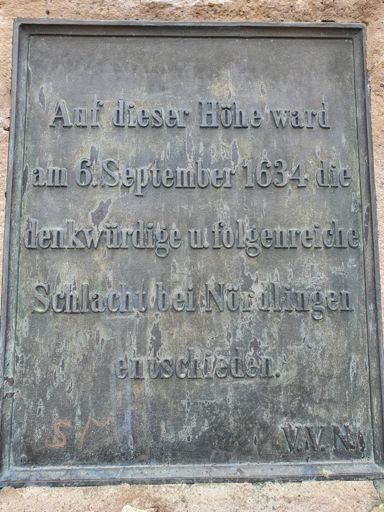 Auf dieser Höhe ward
am 6. September 1634 die
denkwürdige u. folgenreiche
Schlacht bei Nördlingen
entschieden.
V. V. N.